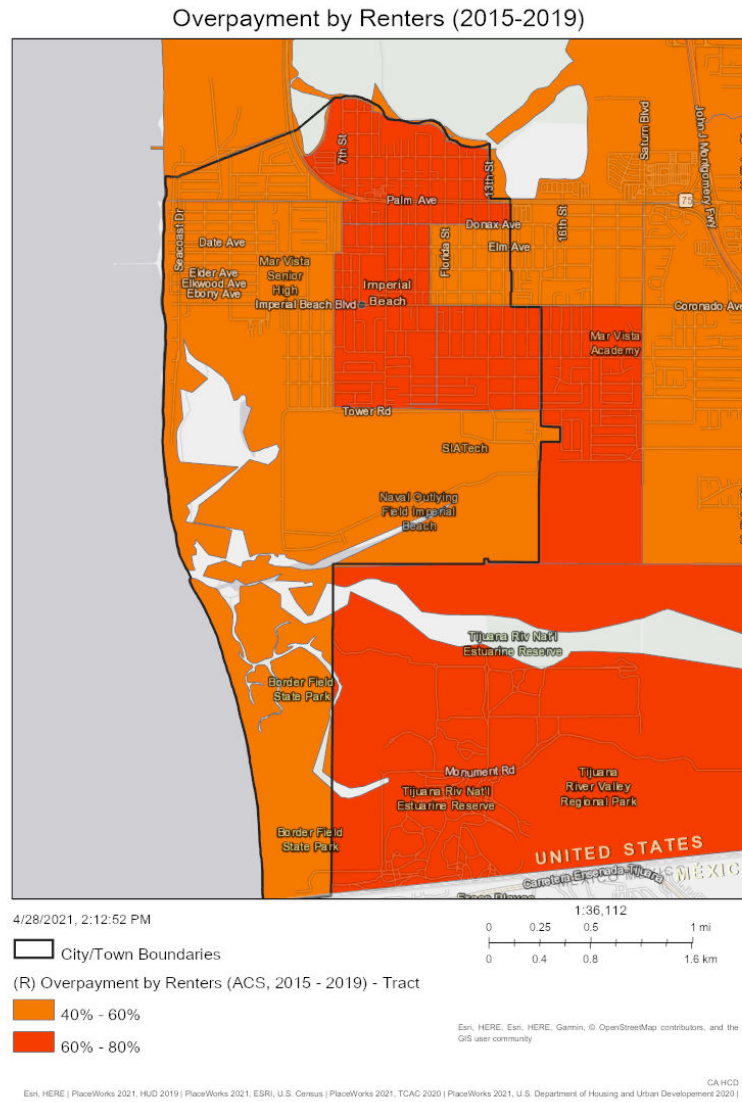 Overpayment by Renters (2015-2019)
Saturn Blvd
John J Montgomery Fwy
7th St
13th St
Palm Ave
75
Seacoast Dr
Donax Ave
16th St
Florida St
Date Ave
Elm Ave
Mar Vista
Senior
High
Elder Ave
Elkwood Ave
Ebony Ave
Imperial
Beach
Imperial Beach Blvd
Coronado Ave
Mar Vista
Academy
Tower Rd
SIATech
Naval Outlying
Field Imperial
Beach
Tijuana Riv Nat'l
Estuarine Reserve
Border Field
State Park
Monument Rd
Tijuana Riv Nat'l
Estuarine Reserve
Tijuana
River Valley
Regional Park
Border Field
State Park
UNITED STATES
MÉXICO
Carretera Ensenada-Tijuana
4/28/2021, 2:12:52 PM
1:36,112
0 0.25 0.5 1 mi
0 0.4 0.8 1.6 km
City/Town Boundaries
(R) Overpayment by Renters (ACS, 2015 - 2019) - Tract
40% - 60%
60% - 80%
Esri, HERE, Esri, HERE, Garmin, © OpenStreetMap contributors, and the
GIS user community
CA HCD
Esri, HERE | PlaceWorks 2021, HUD 2019 | PlaceWorks 2021, ESRI, U.S. Census | PlaceWorks 2021, TCAC 2020 | PlaceWorks 2021, U.S. Department of Housing and Urban Developement 2020 |